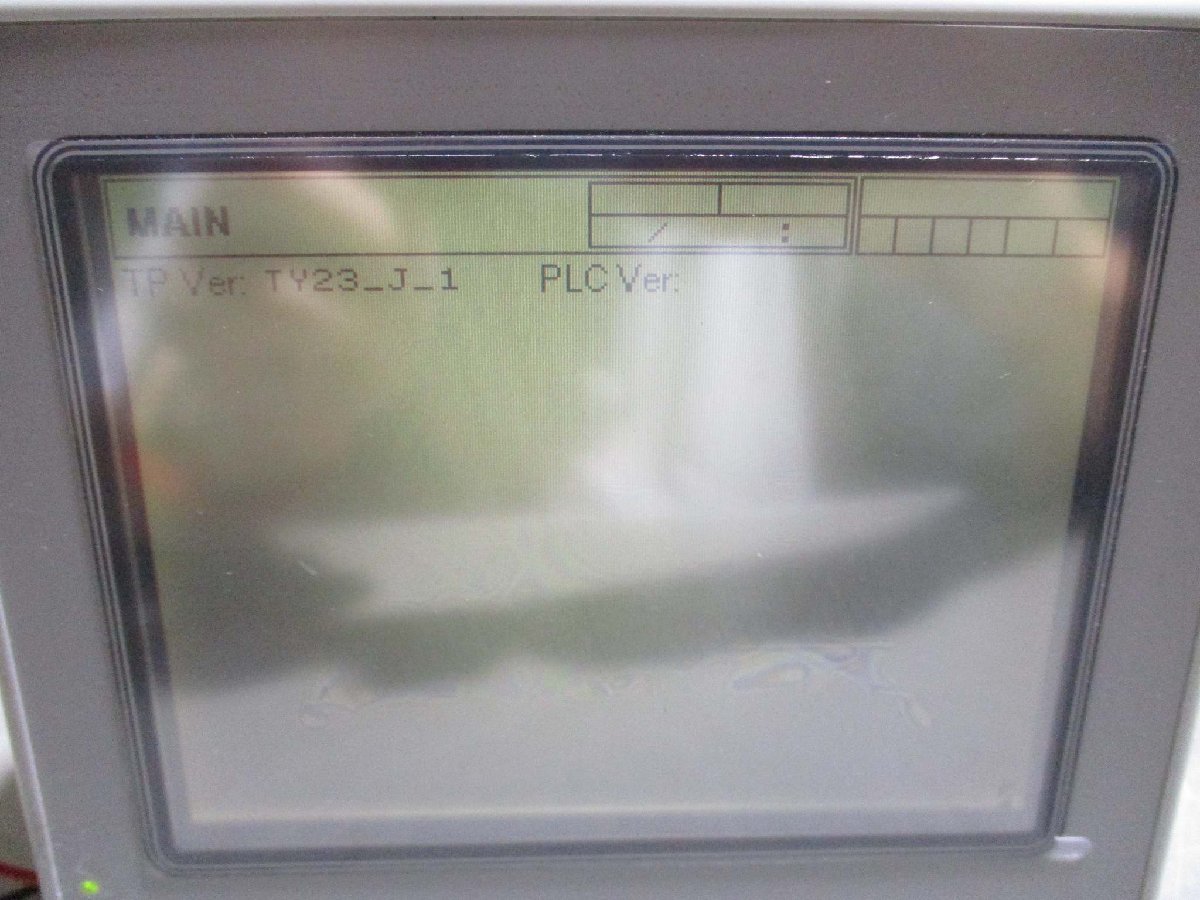 MAIN
/ :
TP Ver: TY23_J_1 PLC Ver: